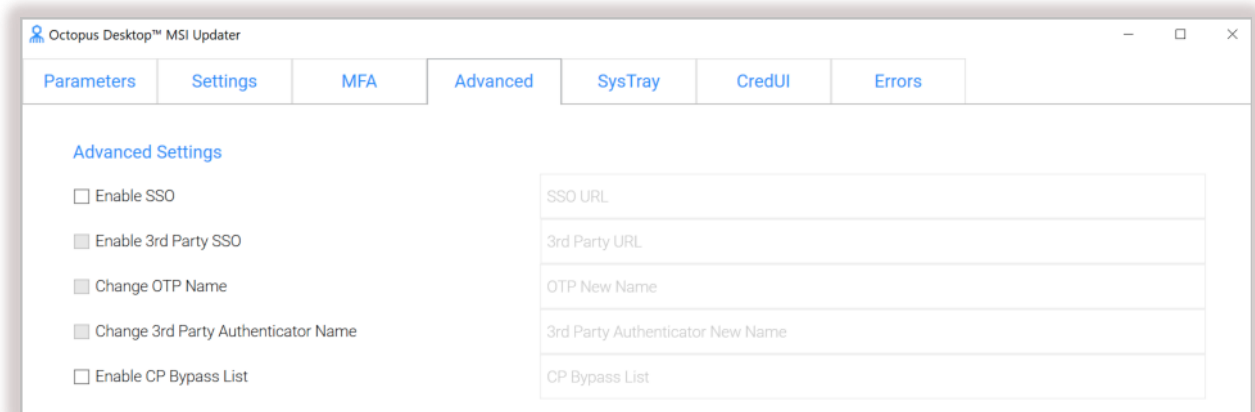 Octopus Desktop™ MSI Updater
Parameters Settings MFA Advanced SysTray CredUI Errors
Advanced Settings
Enable SSO SSO URL
Enable 3rd Party SSO 3rd Party URL
Change OTP Name OTP New Name
Change 3rd Party Authenticator Name 3rd Party Authenticator New Name
Enable CP Bypass List CP Bypass List